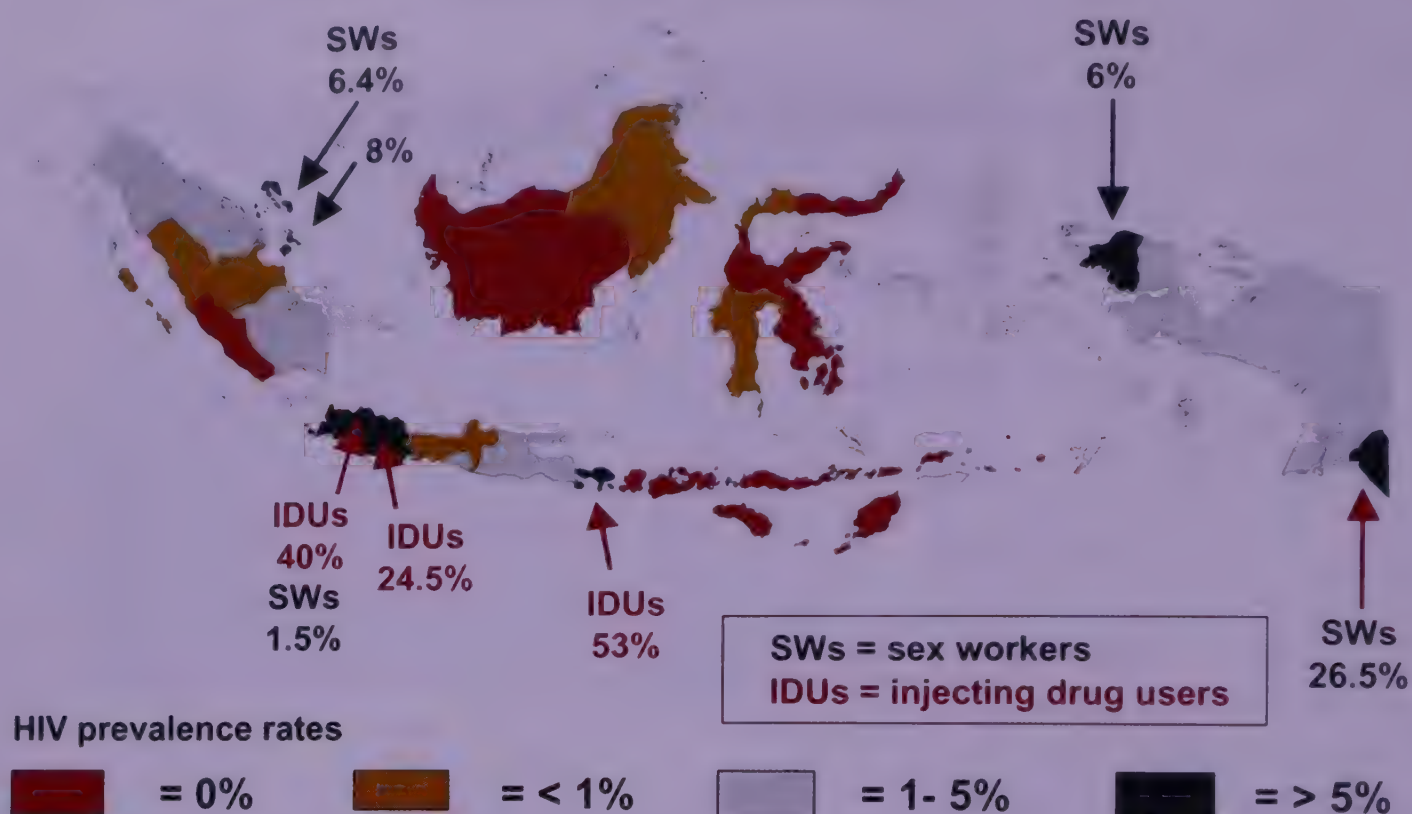 SWs
6.4%
8%
SWs
6%
IDUs
40%
SWs
1.5%
IDUs
24.5%
IDUs
53%
SWs = sex workers
IDUs = injecting drug users
SWs
26.5%
HIV prevalence rates
= 0%
= < 1%
= 1- 5%
= > 5%